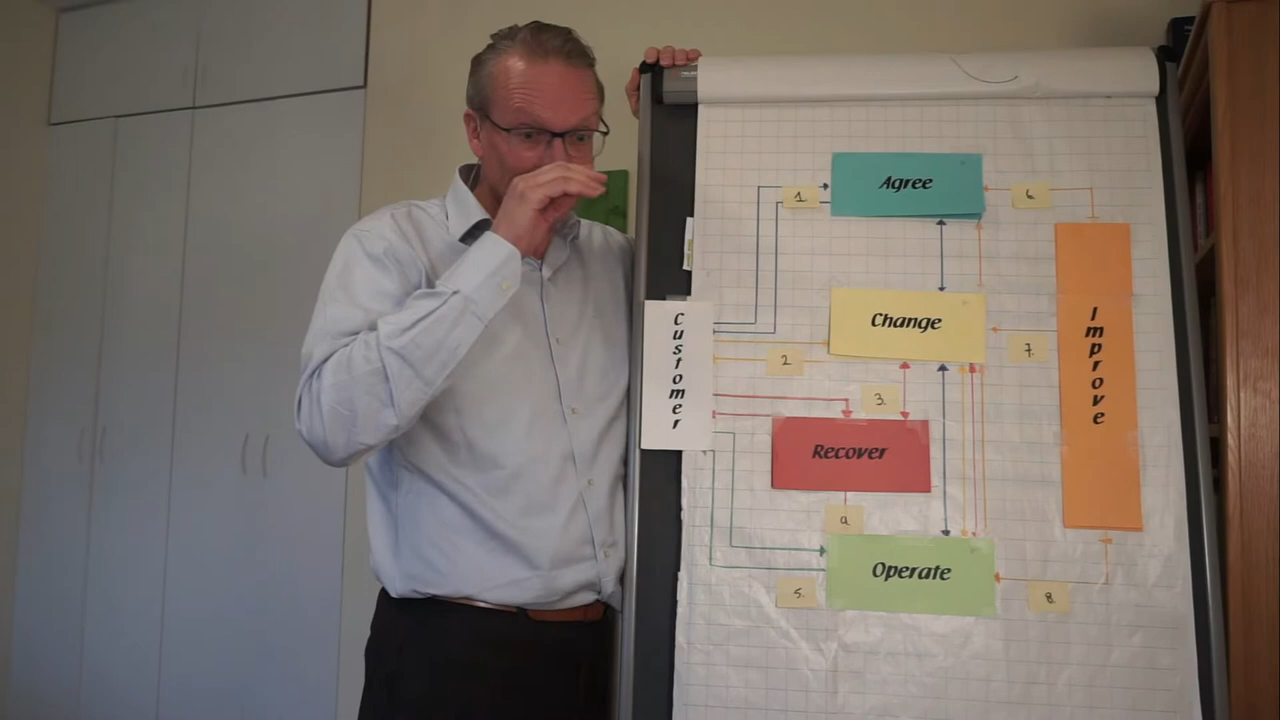 Agree
1.
6
Customer
Change
2
7.
Improve
3.
Recover
a
Operate
5.
8.